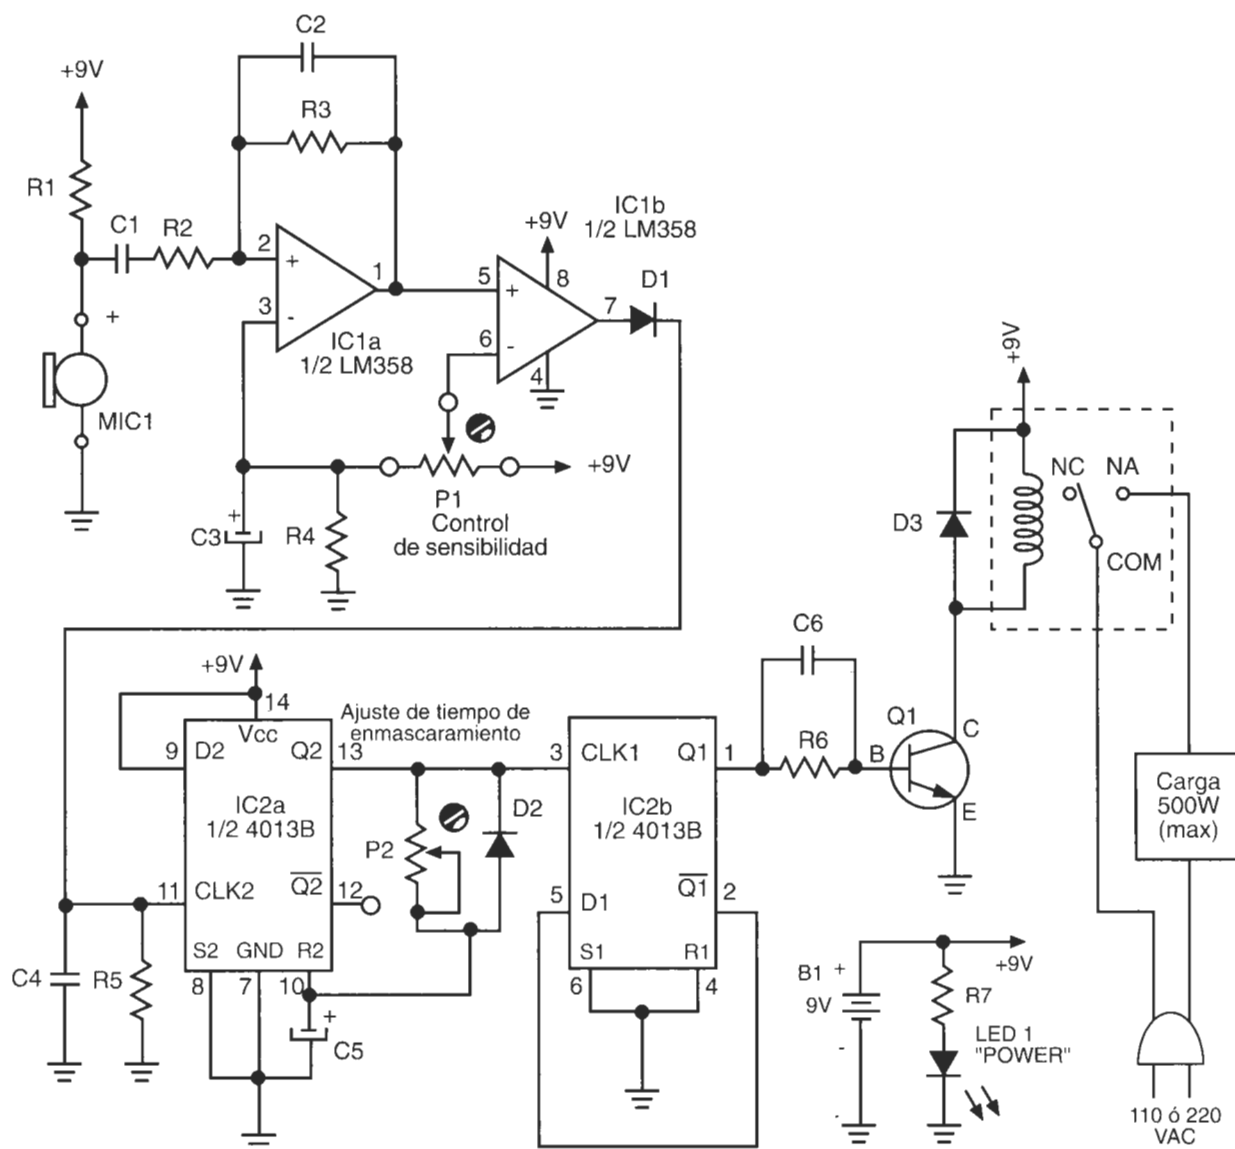 C2
+9V
R3
R1
C1
R2
2
+
1
3
-
IC1a
1/2 LM358
+
MIC1
IC1b
1/2 LM358
+9V
8
5
+
7
D1
6
-
4
+9V
P1
Control
de sensibilidad
+
C3
R4
+9V
NC
NA
D3
COM
C6
Q1
C
R6
B
E
Carga
500W
(max)
+9V
14
Vcc
Ajuste de tiempo de
enmascaramiento
9
D2
Q2
13
IC2a
1/2 4013B
P2
D2
11
CLK2
Q2
12
S2
GND
R2
8
7
10
C4
R5
+
C5
3
CLK1
Q1
1
IC2b
1/2 4013B
5
D1
Q1
2
S1
R1
6
4
B1
+
9V
-
+9V
R7
LED 1
"POWER"
110 ó 220
VAC